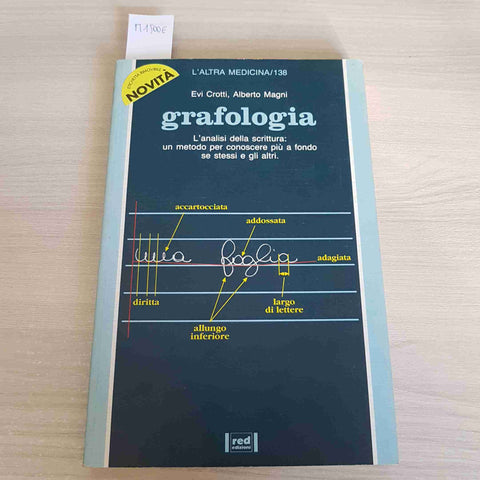 L'ALTRA MEDICINA/138
NOVITÀ
Evi Crotti, Alberto Magni
grafologia
L'analisi della scrittura:
un metodo per conoscere più a fondo
se stessi e gli altri.
accartocciata
addossata
una foglia
adagiata
diritta
largo
di lettere
allungo
inferiore
red
edizioni